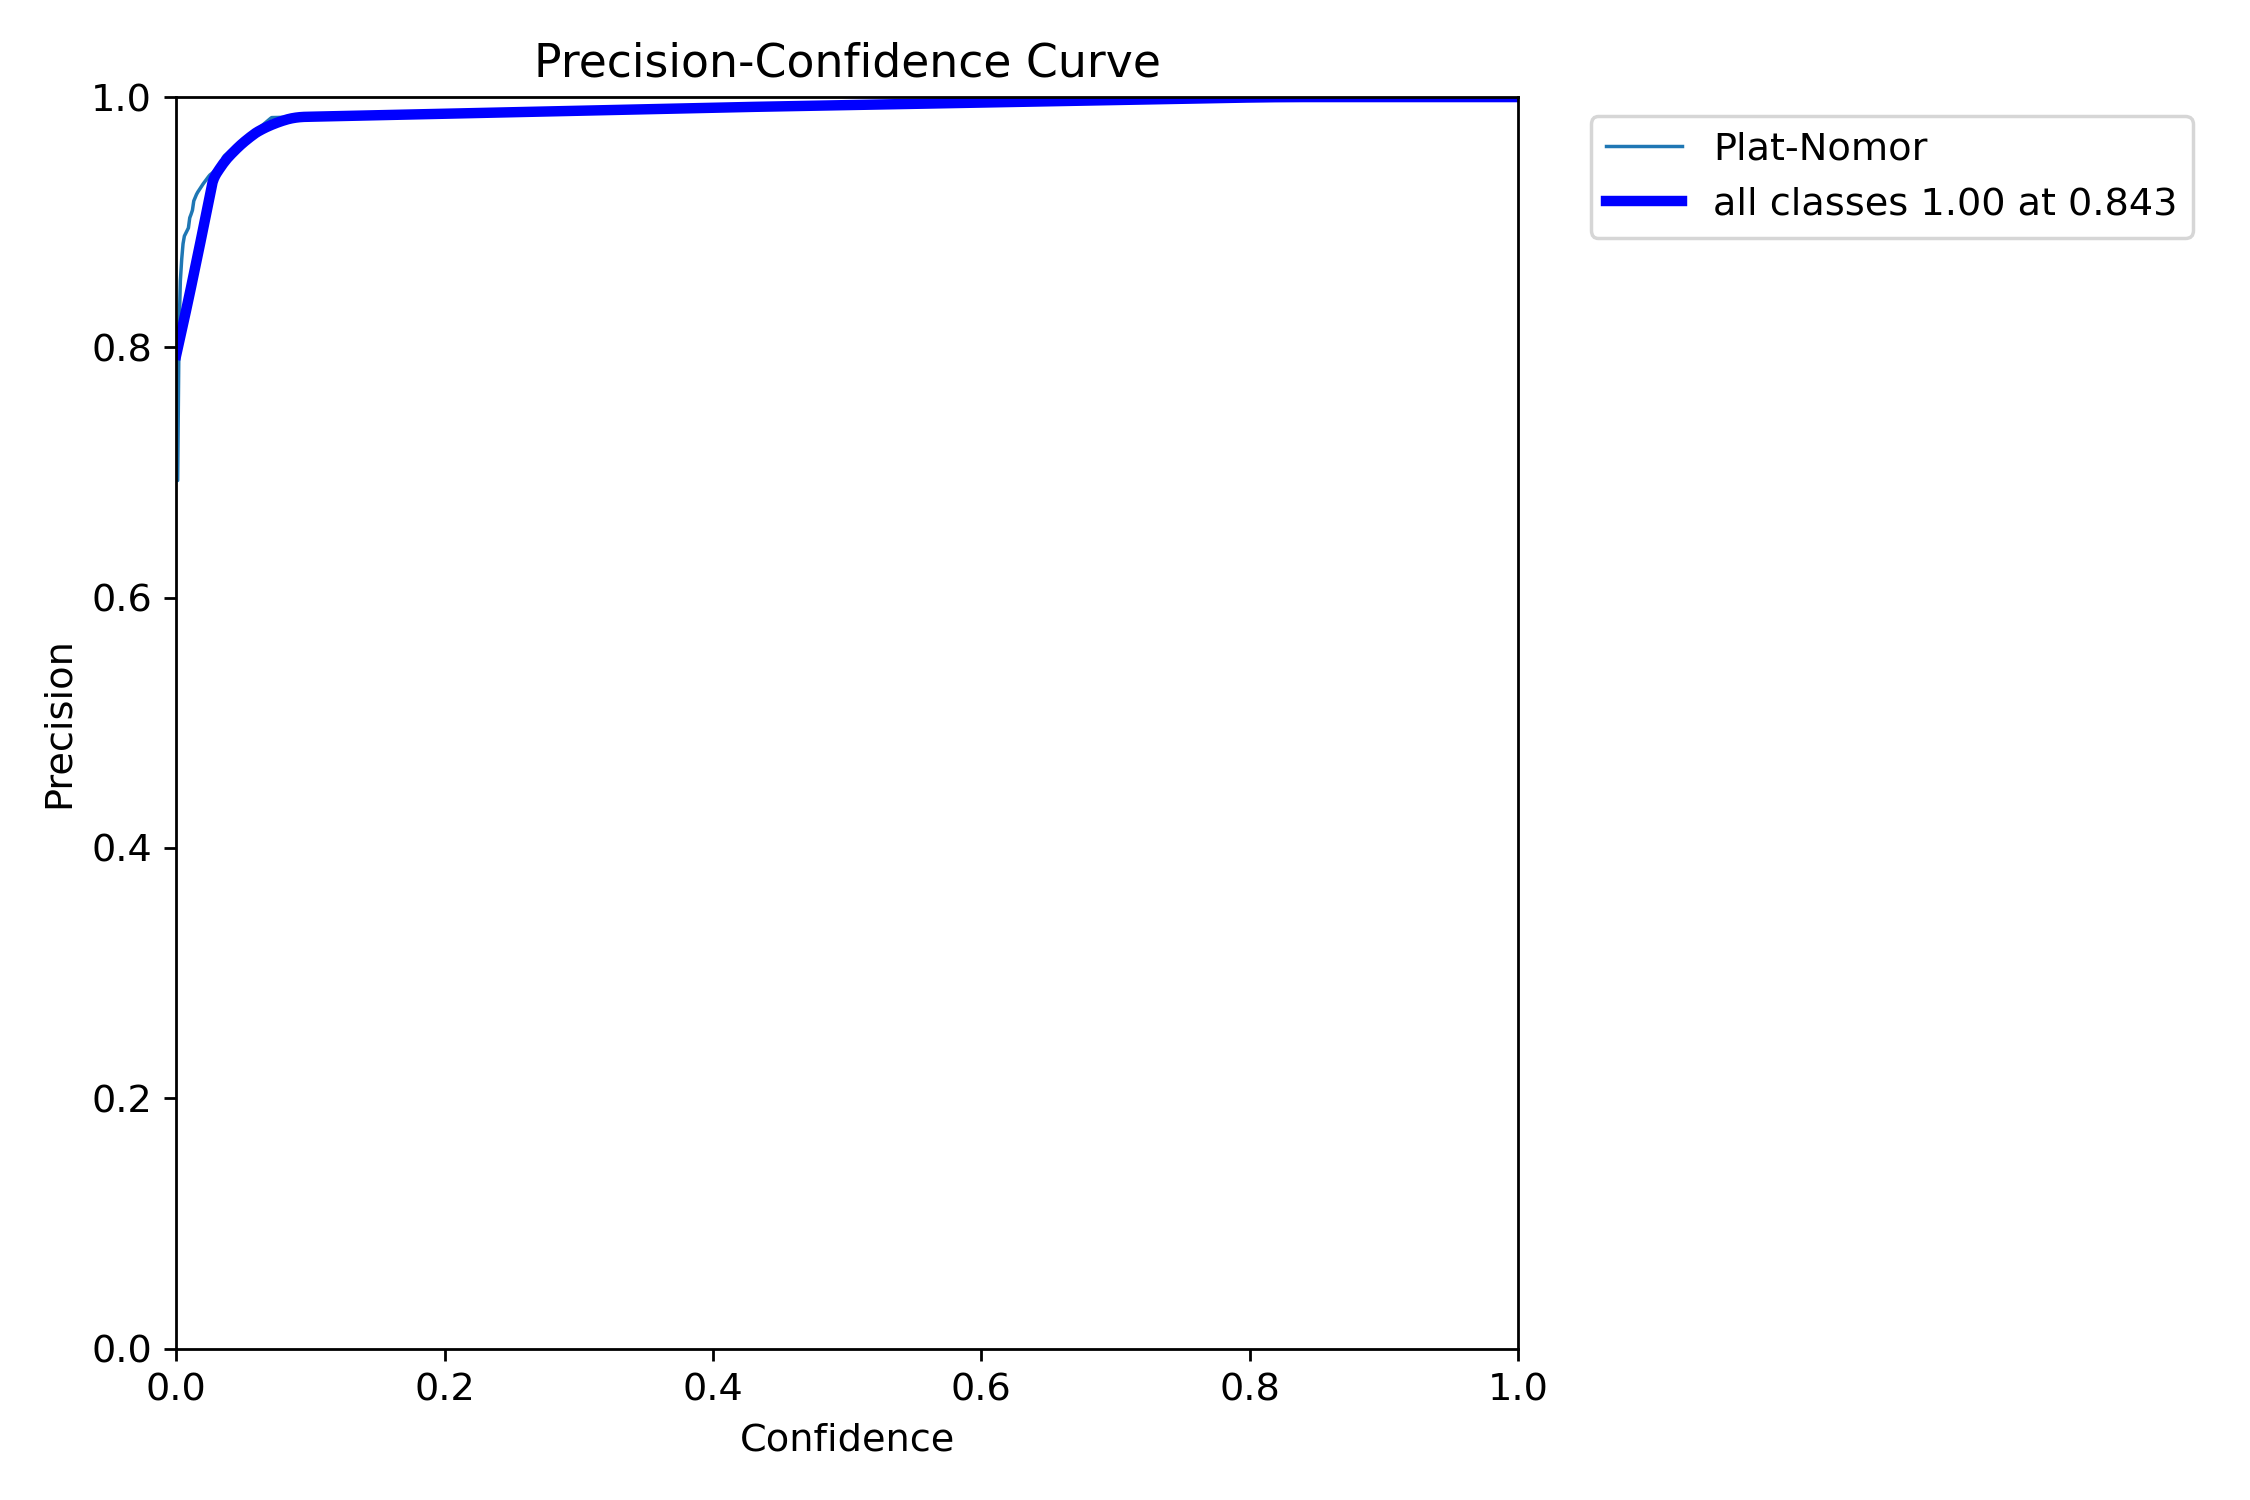 Precision-Confidence Curve
1.0
0.8
0.6
0.4
0.2
0.0
Precision
0.0 0.2 0.4 0.6 0.8 1.0
Confidence
Plat-Nomor
all classes 1.00 at 0.843